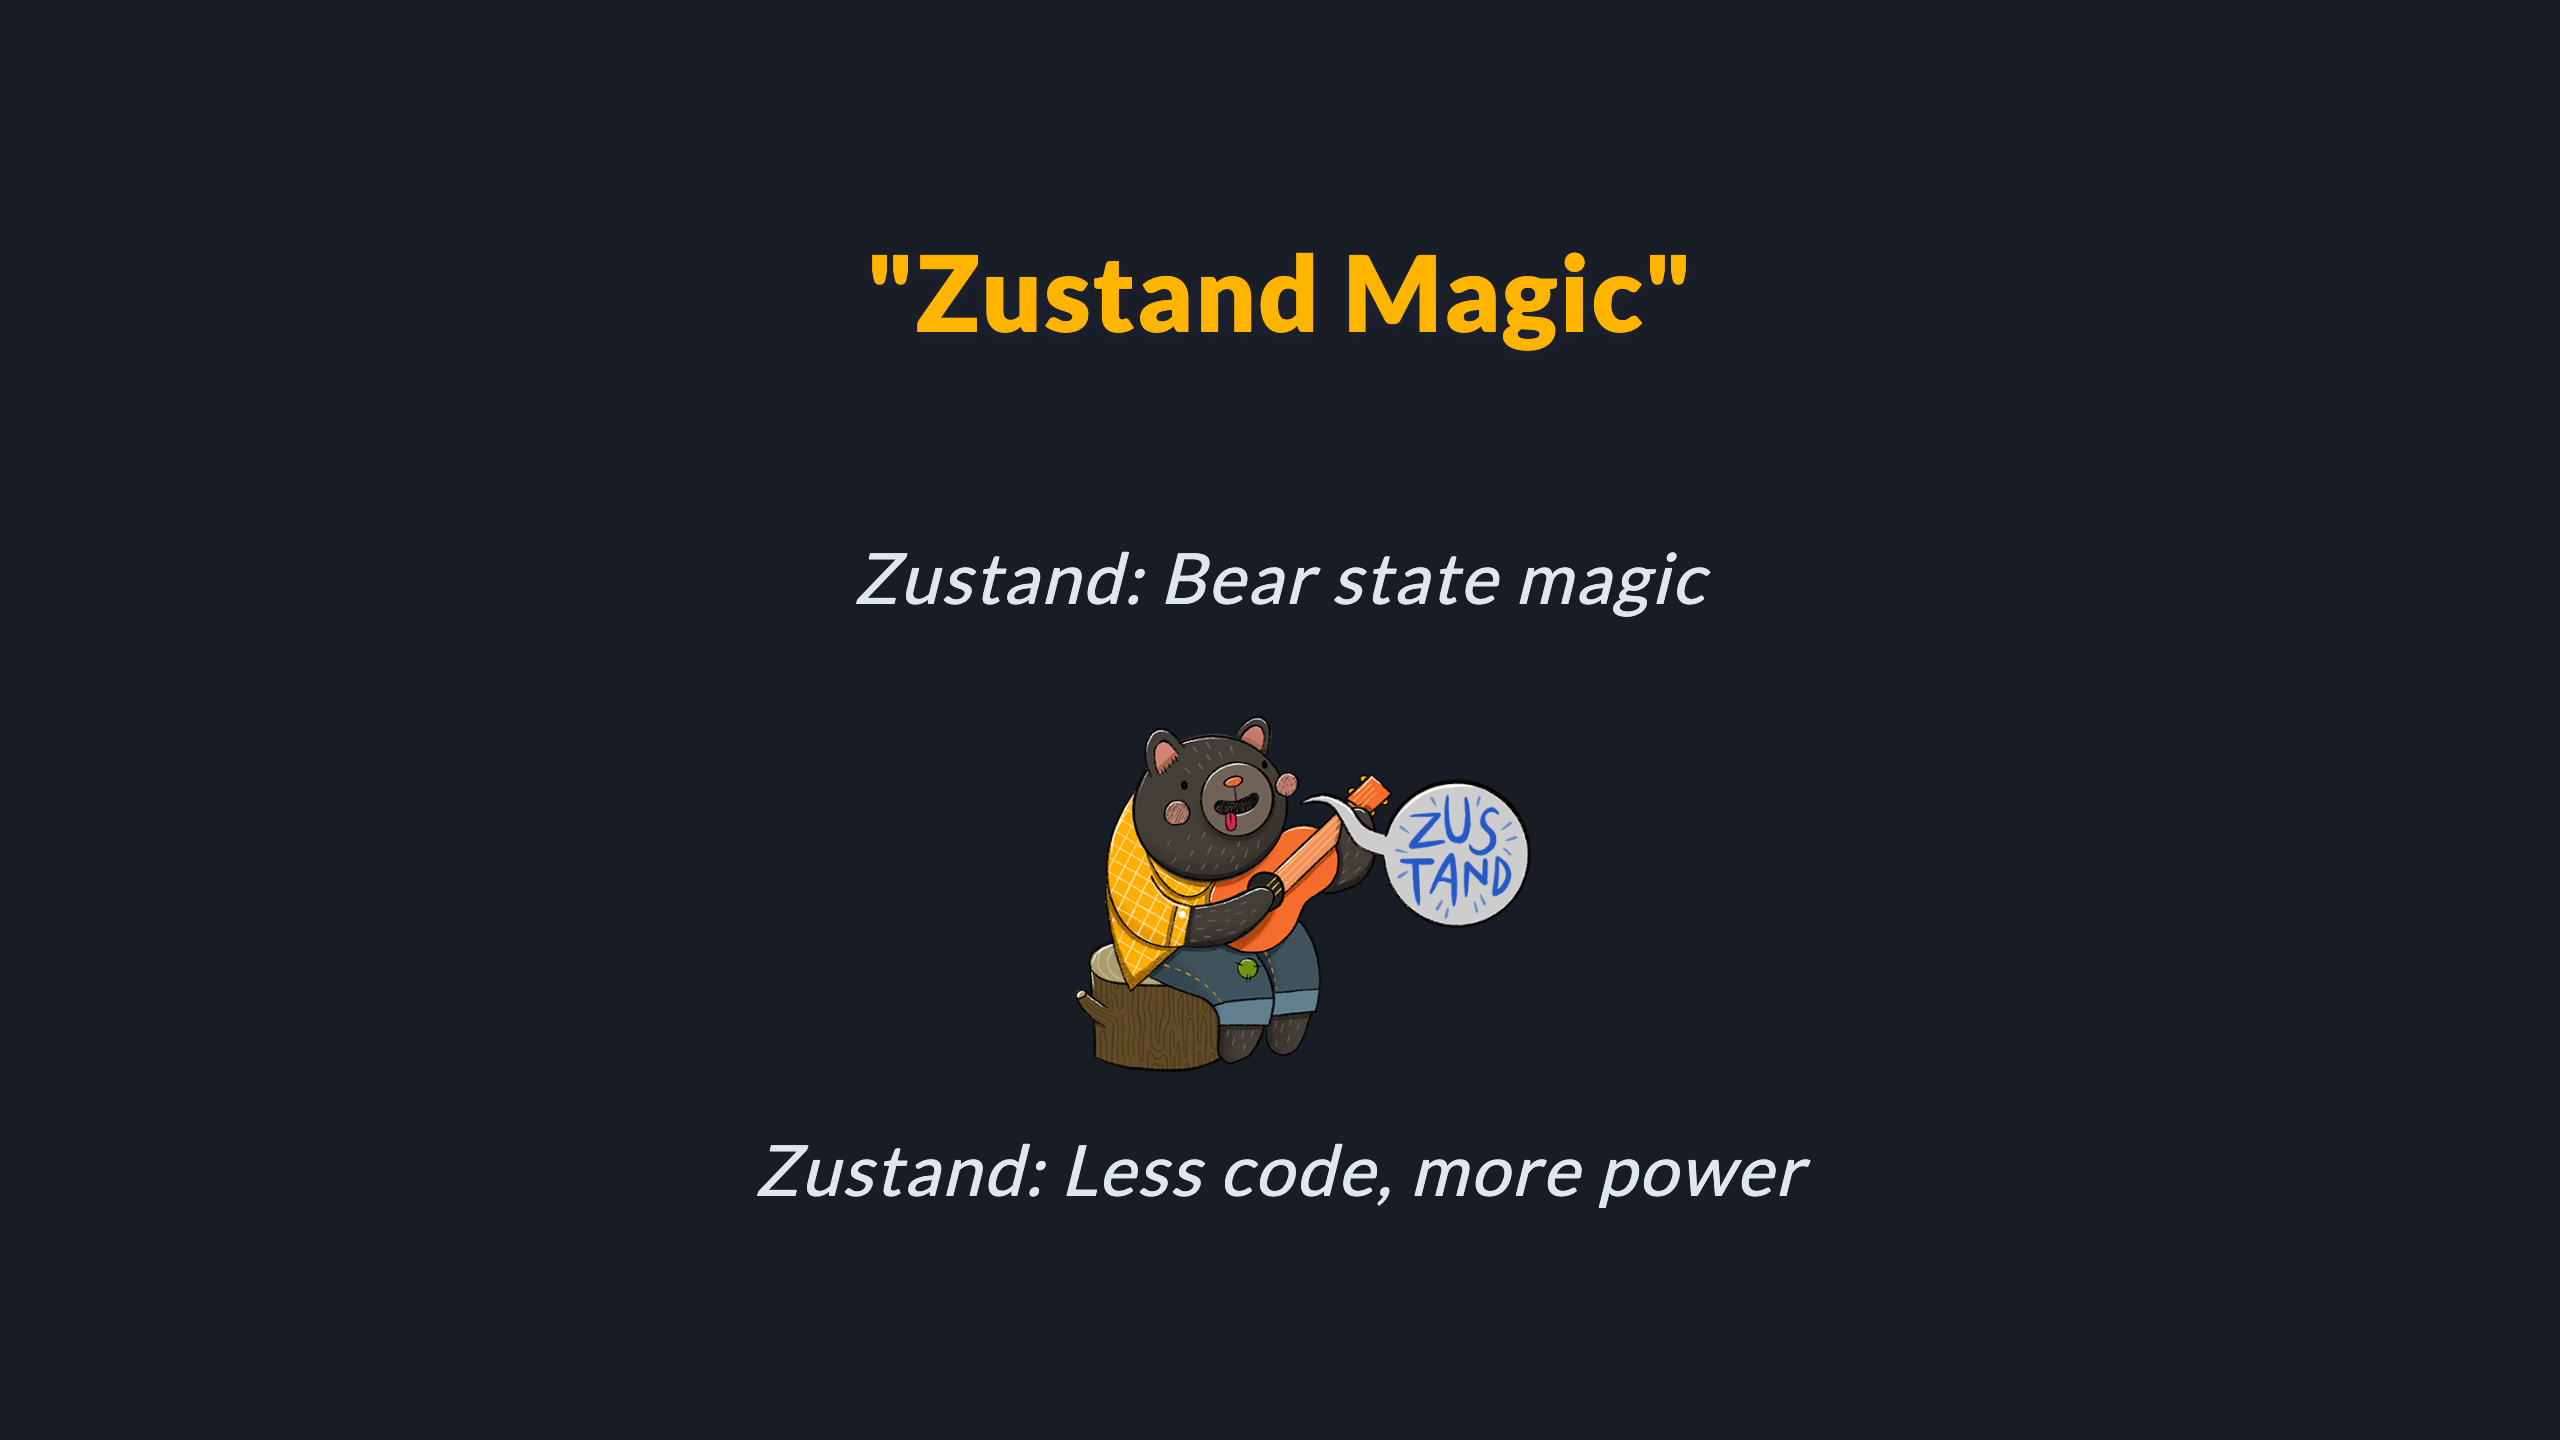 "Zustand Magic"
Zustand: Bear state magic
ZUS
TAND
Zustand: Less code, more power